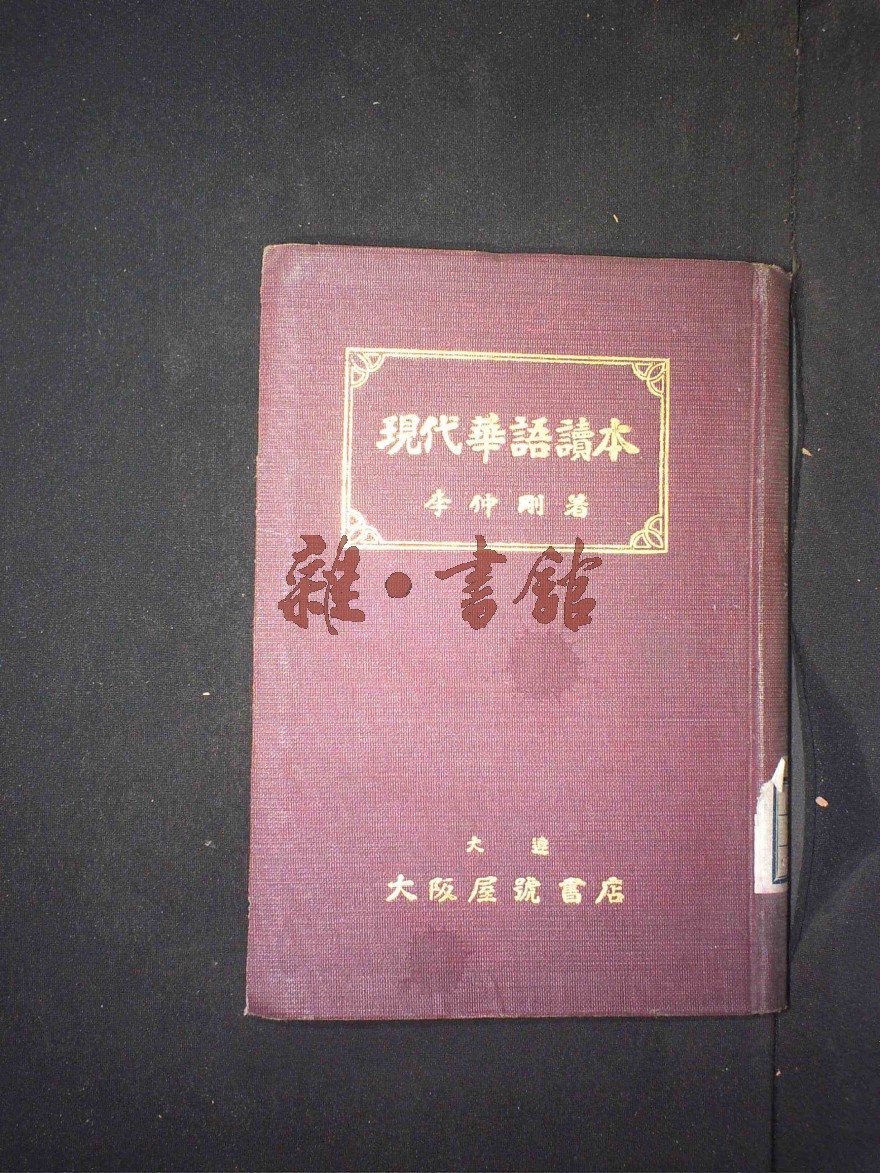 現代華語讀本
李仲剛著
雜·書館
大連
大阪屋號書店